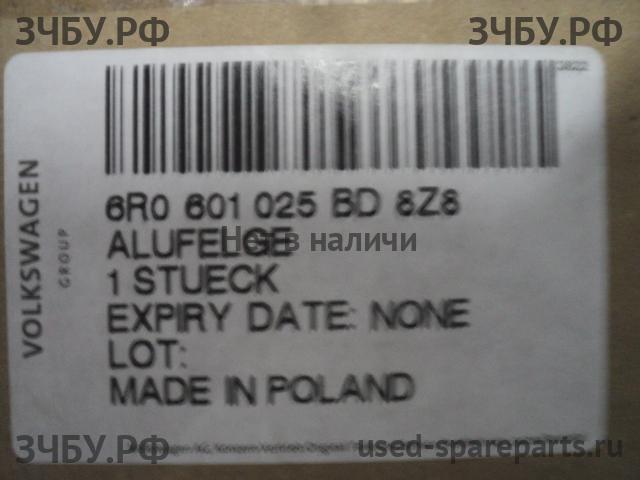 ЗЧБУ.РФ ЗЧБУ.РФ
VOLKSWAGEN
GROUP
6R0 601 025 BD 8Z8
ALUFELGE
Нет в наличи
1 STUECK
EXPIRY DATE: NONE
LOT:
MADE IN POLAND
ЗЧБУ.РФ used-spareparts.ru